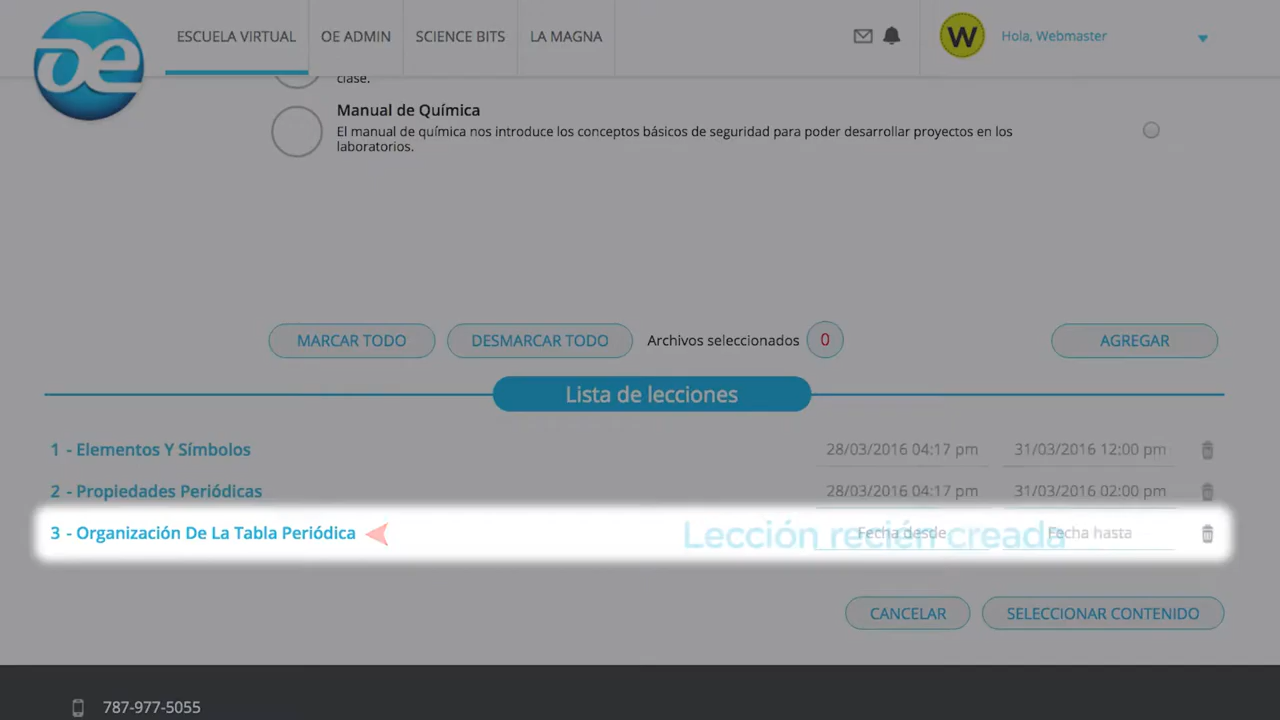 oe
ESCUELA VIRTUAL
OE ADMIN
SCIENCE BITS
LA MAGNA
W
Hola, Webmaster
clase.
Manual de Química
El manual de química nos introduce los conceptos básicos de seguridad para poder desarrollar proyectos en los
laboratorios.
MARCAR TODO
DESMARCAR TODO
Archivos seleccionados
0
AGREGAR
Lista de lecciones
1 - Elementos Y Símbolos
28/03/2016 04:17 pm
31/03/2016 12:00 pm
2 - Propiedades Periódicas
28/03/2016 04:17 pm
31/03/2016 02:00 pm
3 - Organización De La Tabla Periódica
Lección recién creada
Fecha desde
Fecha hasta
CANCELAR
SELECCIONAR CONTENIDO
787-977-5055